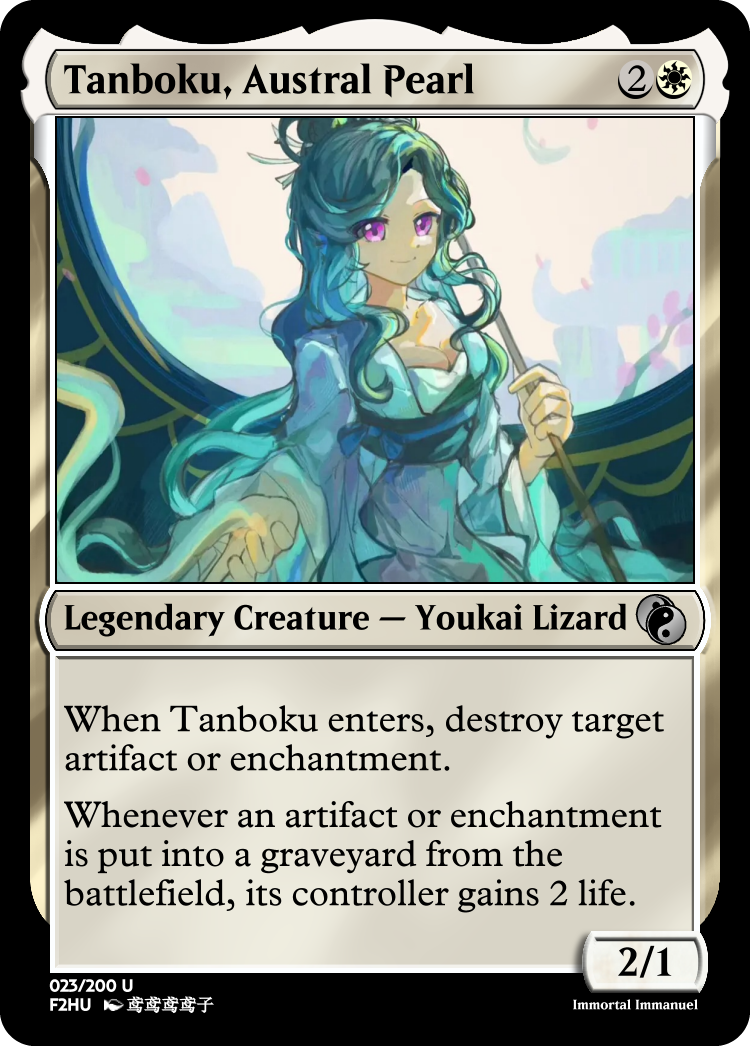 Tanboku, Austral Pearl 2
Legendary Creature — Youkai Lizard
When Tanboku enters, destroy target
artifact or enchantment.
Whenever an artifact or enchantment
is put into a graveyard from the
battlefield, its controller gains 2 life.
2/1
023/200 U
F2HU 鸢鸢鸢鸢子
Immortal Immanuel